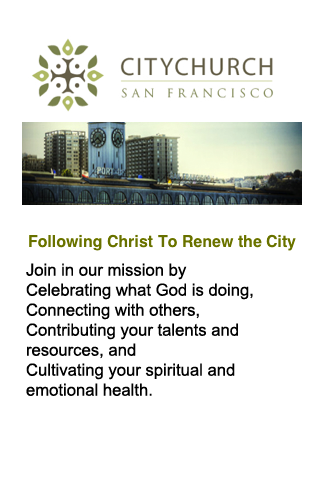 CITYCHURCH
SAN FRANCISCO
PORT O
Following Christ To Renew the City
Join in our mission by
Celebrating what God is doing,
Connecting with others,
Contributing your talents and
resources, and
Cultivating your spiritual and
emotional health.